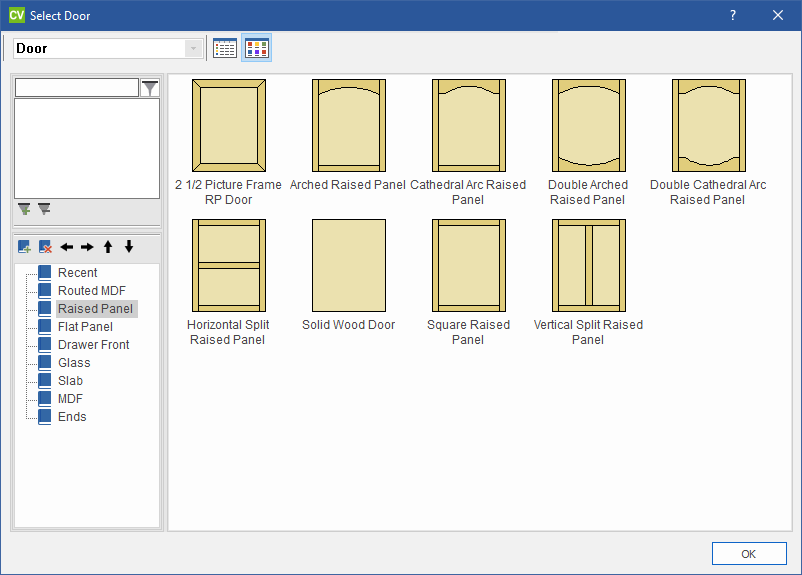 CV Select Door ?
Door
2 1/2 Picture Frame
RP Door
Arched Raised Panel
Cathedral Arc Raised
Panel
Double Arched
Raised Panel
Double Cathedral Arc
Raised Panel
Horizontal Split
Raised Panel
Solid Wood Door
Square Raised
Panel
Vertical Split Raised
Panel
Recent
Routed MDF
Raised Panel
Flat Panel
Drawer Front
Glass
Slab
MDF
Ends
OK